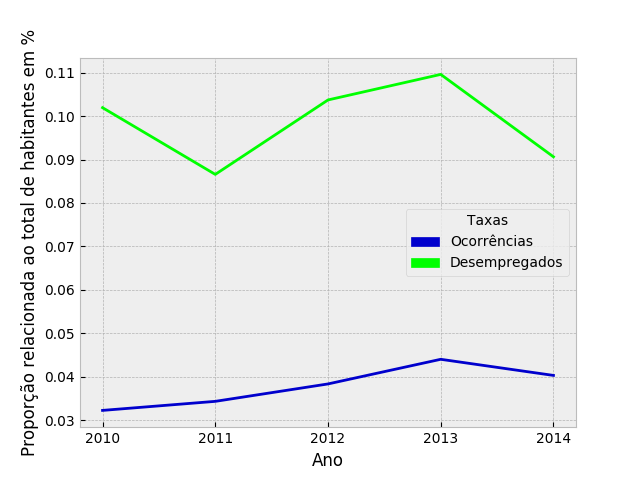 Proporção relacionada ao total de habitantes em %
0.11
0.10
0.09
0.08
0.07
0.06
0.05
0.04
0.03
Taxas
Ocorrências
Desempregados
2010 2011 2012 2013 2014
Ano